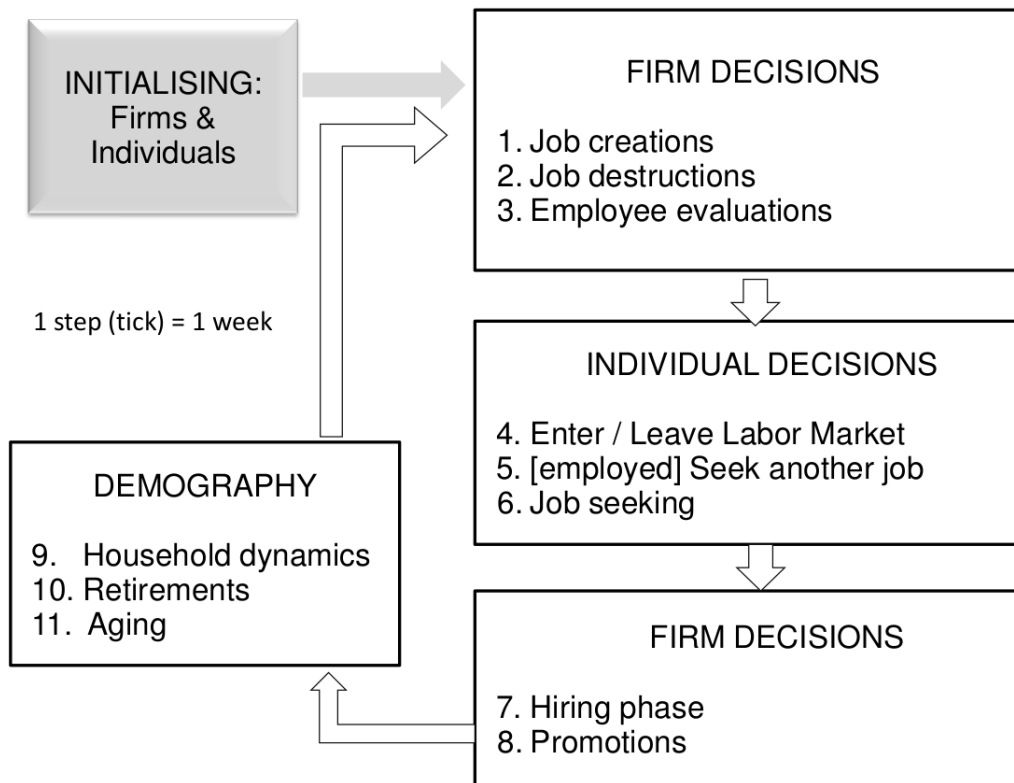 INITIALISING:
Firms &
Individuals
FIRM DECISIONS
1. Job creations
2. Job destructions
3. Employee evaluations
1 step (tick) = 1 week
INDIVIDUAL DECISIONS
4. Enter / Leave Labor Market
5. [employed] Seek another job
6. Job seeking
FIRM DECISIONS
7. Hiring phase
8. Promotions
DEMOGRAPHY
9. Household dynamics
10. Retirements
11. Aging